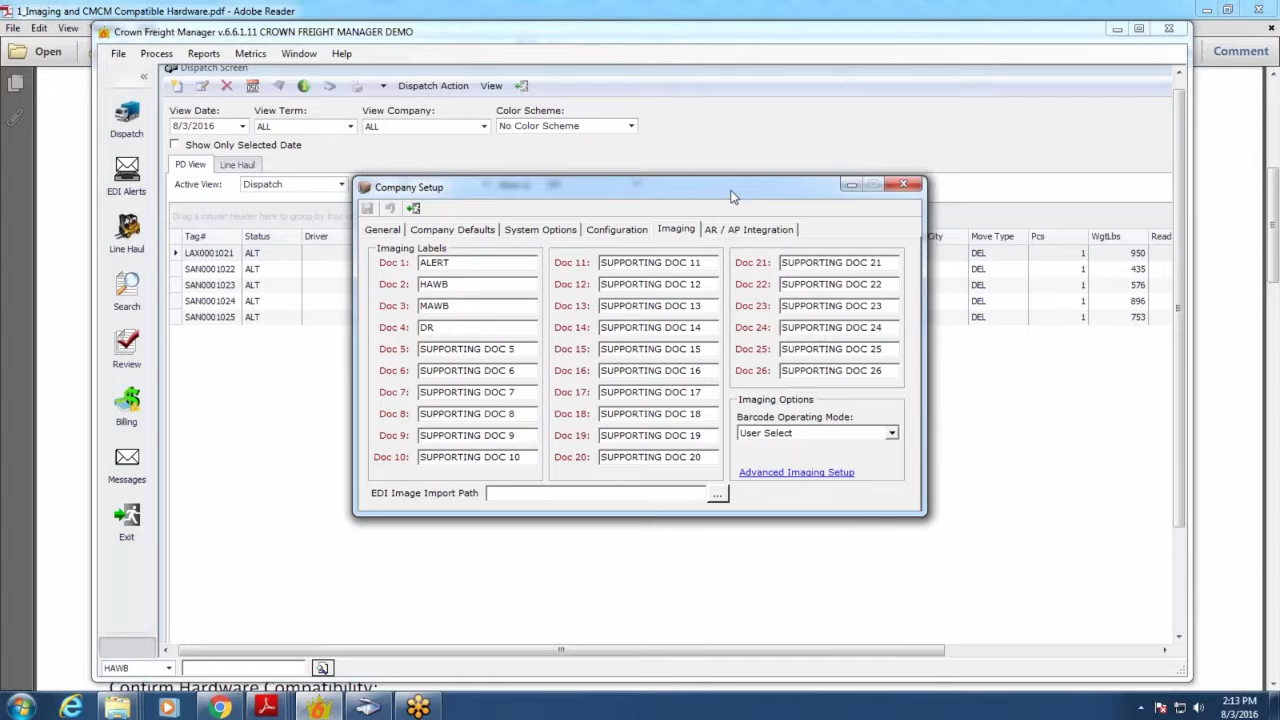 1_Imaging and CMCM Compatible Hardware.pdf - Adobe Reader
File Edit View
Open
Comment
Crown Freight Manager v.6.6.1.11 CROWN FREIGHT MANAGER DEMO
File Process Reports Metrics Window Help
Dispatch Screen
Dispatch Action View
View Date: View Term: View Company: Color Scheme:
8/3/2016 ALL ALL No Color Scheme
Show Only Selected Date
PD View Line Haul
Active View: Dispatch
Drag a column header here to group by that
Tag# Status Driver City Move Type Pcs WgtLbs Read
LAX0001021 ALT DEL 1 950
SAN0001022 ALT DEL 1 435
SAN0001023 ALT DEL 1 576
SAN0001024 ALT DEL 1 896
SAN0001025 ALT DEL 1 753
Dispatch
EDI Alerts
Line Haul
Search
Review
Billing
Messages
Exit
Company Setup
General Company Defaults System Options Configuration Imaging AR / AP Integration
Imaging Labels
Doc 1: ALERT
Doc 2: HAWB
Doc 3: MAWB
Doc 4: DR
Doc 5: SUPPORTING DOC 5
Doc 6: SUPPORTING DOC 6
Doc 7: SUPPORTING DOC 7
Doc 8: SUPPORTING DOC 8
Doc 9: SUPPORTING DOC 9
Doc 10: SUPPORTING DOC 10
Doc 11: SUPPORTING DOC 11
Doc 12: SUPPORTING DOC 12
Doc 13: SUPPORTING DOC 13
Doc 14: SUPPORTING DOC 14
Doc 15: SUPPORTING DOC 15
Doc 16: SUPPORTING DOC 16
Doc 17: SUPPORTING DOC 17
Doc 18: SUPPORTING DOC 18
Doc 19: SUPPORTING DOC 19
Doc 20: SUPPORTING DOC 20
Doc 21: SUPPORTING DOC 21
Doc 22: SUPPORTING DOC 22
Doc 23: SUPPORTING DOC 23
Doc 24: SUPPORTING DOC 24
Doc 25: SUPPORTING DOC 25
Doc 26: SUPPORTING DOC 26
Imaging Options
Barcode Operating Mode:
User Select
Advanced Imaging Setup
EDI Image Import Path ...
HAWB
Confirm Hardware Compatibility:
2:13 PM
8/3/2016